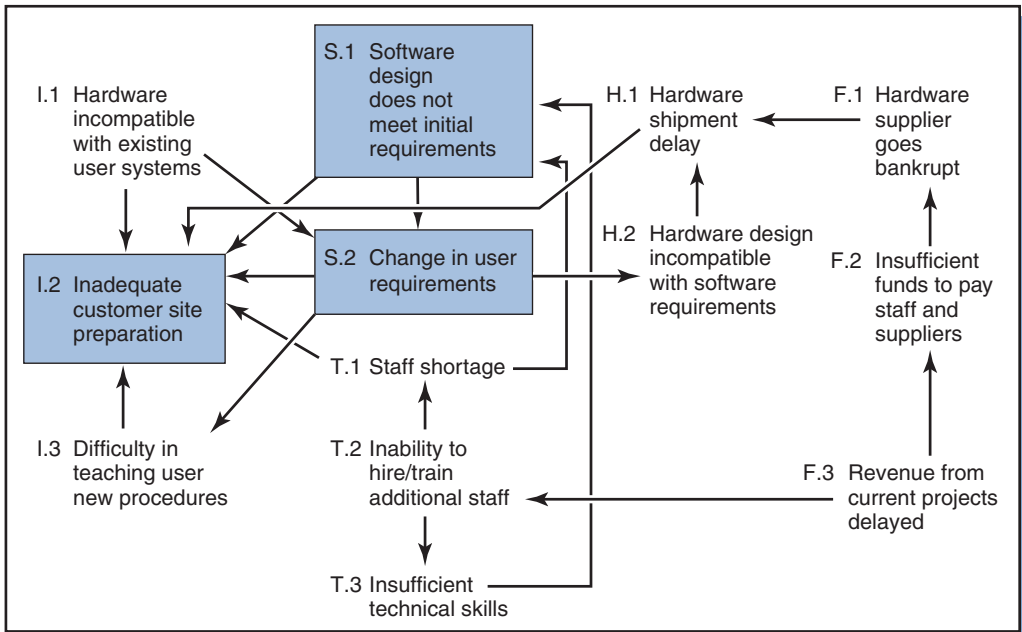 I.1 Hardware
incompatible
with existing
user systems
S.1 Software
design
does not
meet initial
requirements
H.1 Hardware
shipment
delay
F.1 Hardware
supplier
goes
bankrupt
I.2 Inadequate
customer site
preparation
S.2 Change in user
requirements
H.2 Hardware design
incompatible
with software
requirements
F.2 Insufficient
funds to pay
staff and
suppliers
T.1 Staff shortage
I.3 Difficulty in
teaching user
new procedures
T.2 Inability to
hire/train
additional staff
F.3 Revenue from
current projects
delayed
T.3 Insufficient
technical skills